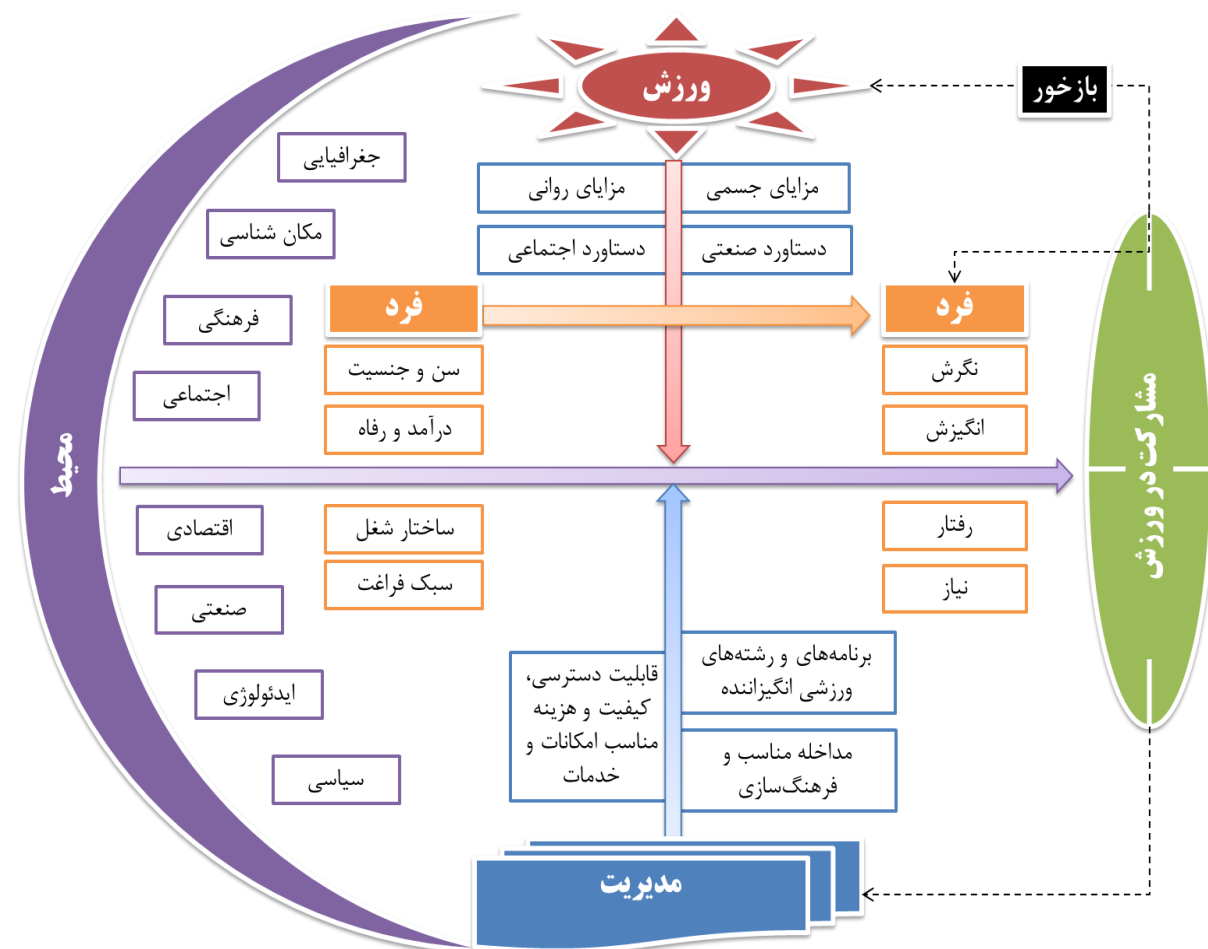 ورزش
بازخور
جغرافیایی
مزایای جسمی
مزایای روانی
مکان شناسی
دستاورد صنعتی
دستاورد اجتماعی
فرهنگی
فرد
فرد
سن و جنسیت
نگرش
اجتماعی
درآمد و رفاه
انگیزش
محیط
مشارکت در ورزش
اقتصادی
ساختار شغل
رفتار
سبک فراغت
نیاز
صنعتی
برنامه‌های و رشته‌های
ورزشی انگیزاننده
قابلیت دسترسی،
کیفیت و هزینه
مناسب امکانات و
خدمات
ایدئولوژی
مداخله مناسب و
فرهنگ‌سازی
سیاسی
مدیریت